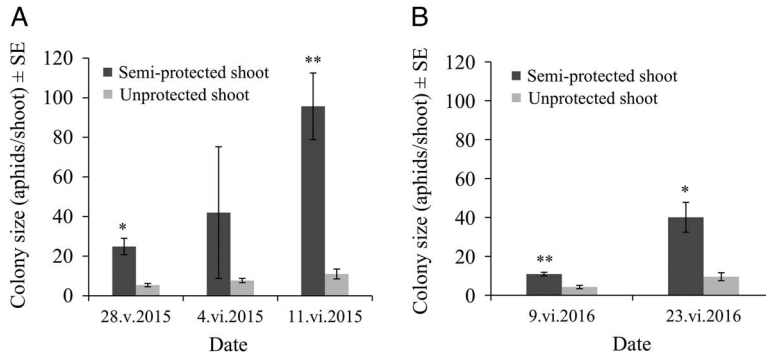 A
Colony size (aphids/shoot) ± SE
120
100
80
60
40
20
0
Semi-protected shoot
Unprotected shoot
*
**
28.v.2015 4.vi.2015 11.vi.2015
Date
B
Colony size (aphids/shoot) ± SE
120
100
80
60
40
20
0
Semi-protected shoot
Unprotected shoot
**
*
9.vi.2016 23.vi.2016
Date